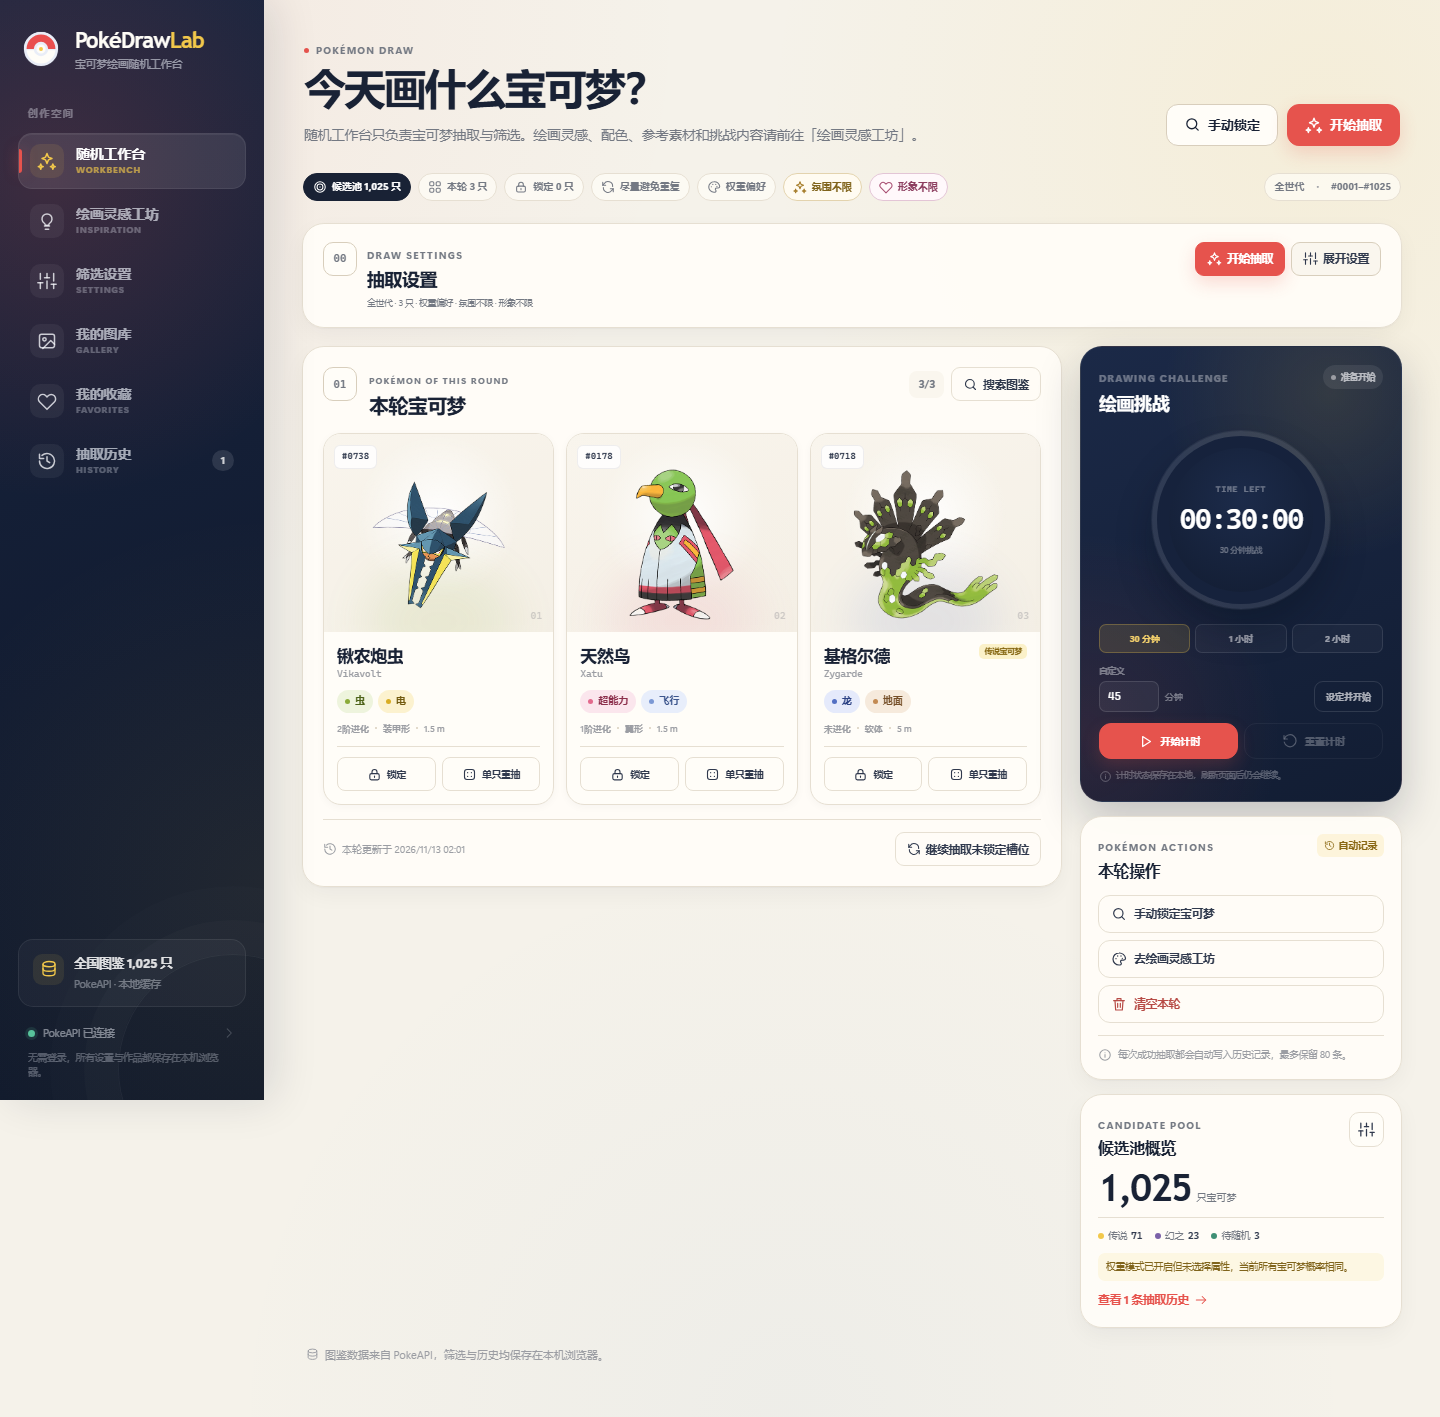 PokéDrawLab
宝可梦绘画随机工作台
创作空间
随机工作台
WORKBENCH
绘画灵感工坊
INSPIRATION
筛选设置
SETTINGS
我的图库
GALLERY
我的收藏
FAVORITES
抽取历史
HISTORY
1
全国图鉴 1,025 只
PokeAPI · 本地缓存
PokeAPI 已连接
无需登录，所有设置与作品都保存在本机浏览
器。
POKÉMON DRAW
今天画什么宝可梦?
随机工作台只负责宝可梦抽取与筛选。绘画灵感、配色、参考素材和挑战内容请前往「绘画灵感工坊」。
手动锁定
开始抽取
候选池 1,025 只
本轮 3 只
锁定 0 只
尽量避免重复
权重偏好
氛围不限
形象不限
全世代 · #0001–#1025
00
DRAW SETTINGS
抽取设置
全世代 · 3 只 · 权重偏好 · 氛围不限 · 形象不限
开始抽取
展开设置
01
POKÉMON OF THIS ROUND
本轮宝可梦
3/3
搜索图鉴
#0738
01
锹农炮虫
Vikavolt
虫
电
2阶进化 · 装甲形 · 1.5 m
锁定
单只重抽
#0178
02
天然鸟
Xatu
超能力
飞行
1阶进化 · 翼形 · 1.5 m
锁定
单只重抽
#0718
03
基格尔德
传说宝可梦
Zygarde
龙
地面
未进化 · 软体 · 5 m
锁定
单只重抽
本轮更新于 2026/11/13 02:01
继续抽取未锁定槽位
DRAWING CHALLENGE
准备开始
绘画挑战
TIME LEFT
00:30:00
30 分钟挑战
30 分钟
1 小时
2 小时
自定义
45
分钟
设定并开始
开始计时
重置计时
计时状态保存在本地，刷新页面后仍会继续。
POKÉMON ACTIONS
自动记录
本轮操作
手动锁定宝可梦
去绘画灵感工坊
清空本轮
每次成功抽取都会自动写入历史记录，最多保留 80 条。
CANDIDATE POOL
候选池概览
1,025 只宝可梦
传说 71
幻之 23
待随机 3
权重模式已开启但未选择属性，当前所有宝可梦概率相同。
查看 1 条抽取历史
图鉴数据来自 PokeAPI，筛选与历史均保存在本机浏览器。